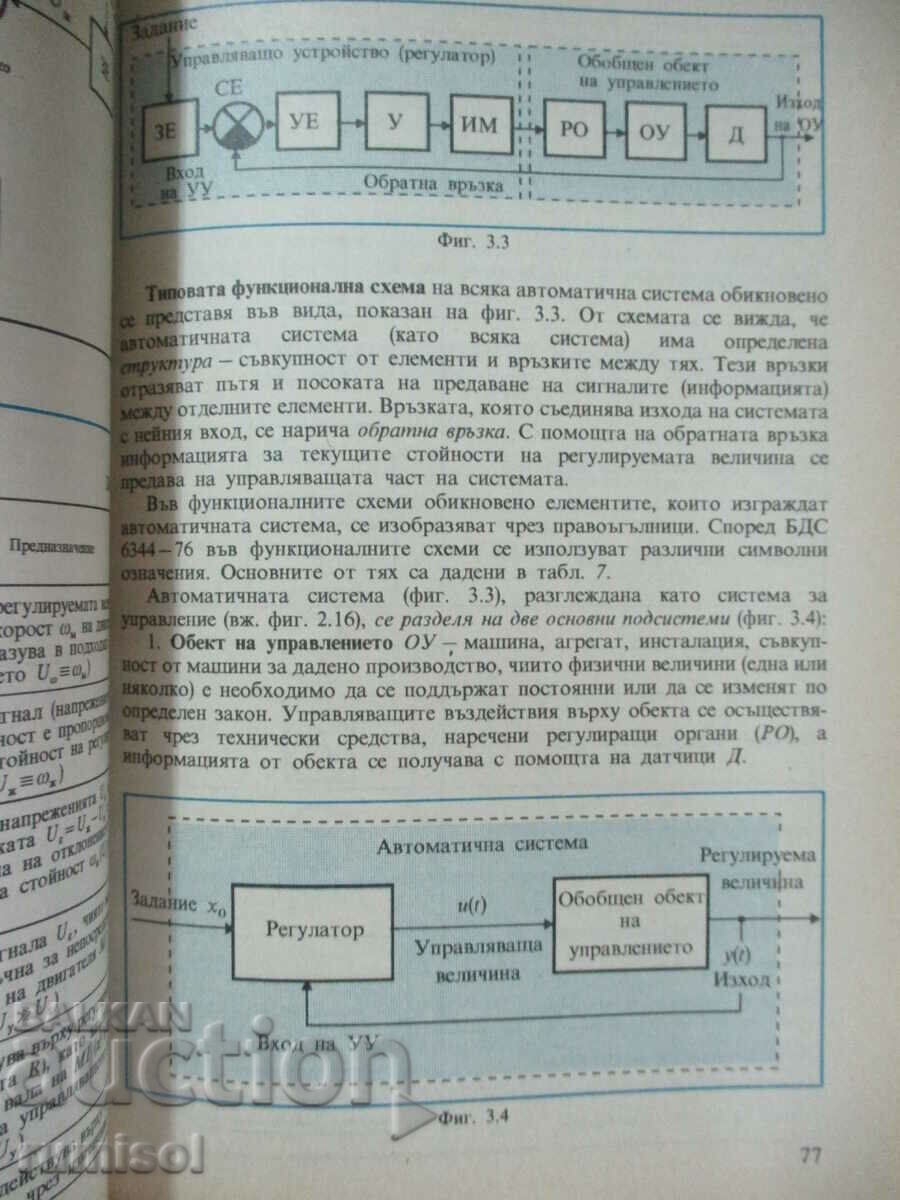 Задание
Управляващо устройство (регулатор)
Обобщен обект
на управлението
СЕ
Изход
на ОУ
ЗЕ
УЕ
У
ИМ
РО
ОУ
Д
Вход
на УУ
Обратна връзка
Фиг. 3.3
Типовата функционална схема на всяка автоматична система обикновено
се представя във вида, показан на фиг. 3.3. От схемата се вижда, че
автоматичната система (като всяка система) има определена
структура – съвкупност от елементи и връзките между тях. Тези връзки
отразяват пътя и посоката на предаване на сигналите (информацията)
между отделните елементи. Връзката, която съединява изхода на системата
с нейния вход, се нарича обратна връзка. С помощта на обратната връзка
информацията за текущите стойности на регулируемата величина се
предава на управляващата част на системата.
Във функционалните схеми обикновено елементите, които изграждат
автоматичната система, се изобразяват чрез правоъгълници. Според БДС
6344–76 във функционалните схеми се използуват различни символни
означения. Основните от тях са дадени в табл. 7.
Автоматичната система (фиг. 3.3), разглеждана като система за
управление (вж. фиг. 2.16), се разделя на две основни подсистеми (фиг. 3.4):
1. Обект на управлението ОУ – машина, агрегат, инсталация, съвкуп-
ност от машини за дадено производство, чиито физични величини (една или
няколко) е необходимо да се поддържат постоянни или да се изменят по
определен закон. Управляващите въздействия върху обекта се осъществя-
ват чрез технически средства, наречени регулиращи органи (РО), а
информацията от обекта се получава с помощта на датчици Д.
Автоматична система
Регулируема
величина
Задание x₀
Регулатор
u(t)
Управляваща
величина
Обобщен обект
на
управлението
y(t)
Изход
Вход на УУ
Фиг. 3.4
77
Предназначение
BALKAN
auction
numisol